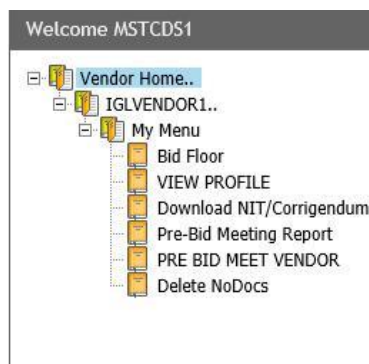 Welcome MSTCDS1
Vendor Home..
IGLVENDOR1..
My Menu
Bid Floor
VIEW PROFILE
Download NIT/Corrigendum
Pre-Bid Meeting Report
PRE BID MEET VENDOR
Delete NoDocs